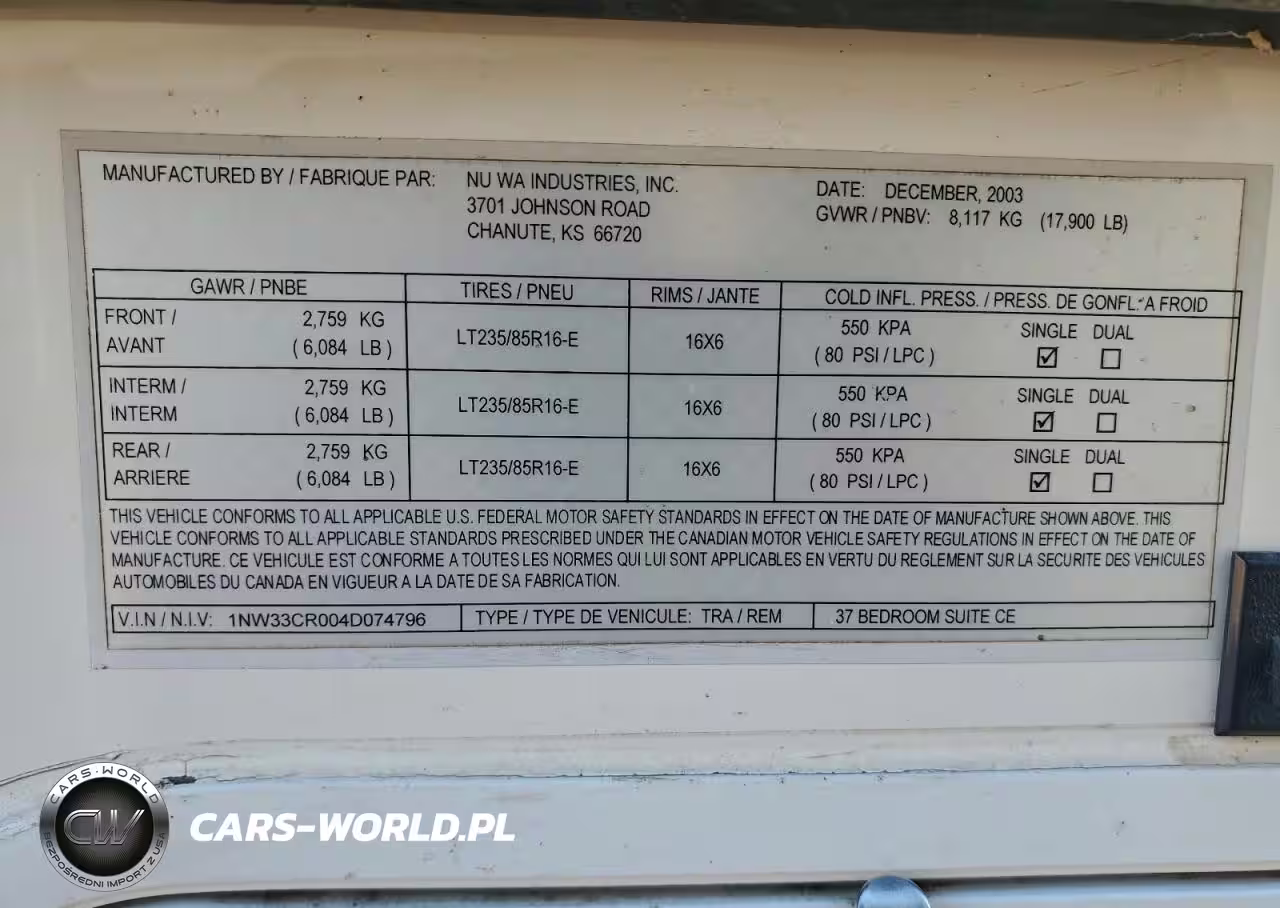 MANUFACTURED BY / FABRIQUE PAR: NU WA INDUSTRIES, INC. DATE: DECEMBER, 2003
3701 JOHNSON ROAD GVWR / PNBV: 8,117 KG (17,900 LB)
CHANUTE, KS 66720
GAWR / PNBE TIRES / PNEU RIMS / JANTE COLD INFL. PRESS. / PRESS. DE GONFL. A FROID
FRONT / 2,759 KG LT235/85R16-E 16X6 550 KPA SINGLE DUAL
AVANT ( 6,084 LB ) ( 80 PSI / LPC ) ☑ ☐
INTERM / 2,759 KG LT235/85R16-E 16X6 550 KPA SINGLE DUAL
INTERM ( 6,084 LB ) ( 80 PSI / LPC ) ☑ ☐
REAR / 2,759 KG LT235/85R16-E 16X6 550 KPA SINGLE DUAL
ARRIERE ( 6,084 LB ) ( 80 PSI / LPC ) ☑ ☐
THIS VEHICLE CONFORMS TO ALL APPLICABLE U.S. FEDERAL MOTOR SAFETY STANDARDS IN EFFECT ON THE DATE OF MANUFACTURE SHOWN ABOVE. THIS
VEHICLE CONFORMS TO ALL APPLICABLE STANDARDS PRESCRIBED UNDER THE CANADIAN MOTOR VEHICLE SAFETY REGULATIONS IN EFFECT ON THE DATE OF
MANUFACTURE. CE VEHICULE EST CONFORME A TOUTES LES NORMES QUI LUI SONT APPLICABLES EN VERTU DU REGLEMENT SUR LA SECURITE DES VEHICULES
AUTOMOBILES DU CANADA EN VIGUEUR A LA DATE DE SA FABRICATION.
V.I.N / N.I.V: 1NW33CR004D074796 TYPE / TYPE DE VENICULE: TRA / REM 37 BEDROOM SUITE CE
CARS-WORLD
CW
BEZPOŚREDNI IMPORT Z USA
CARS-WORLD.PL